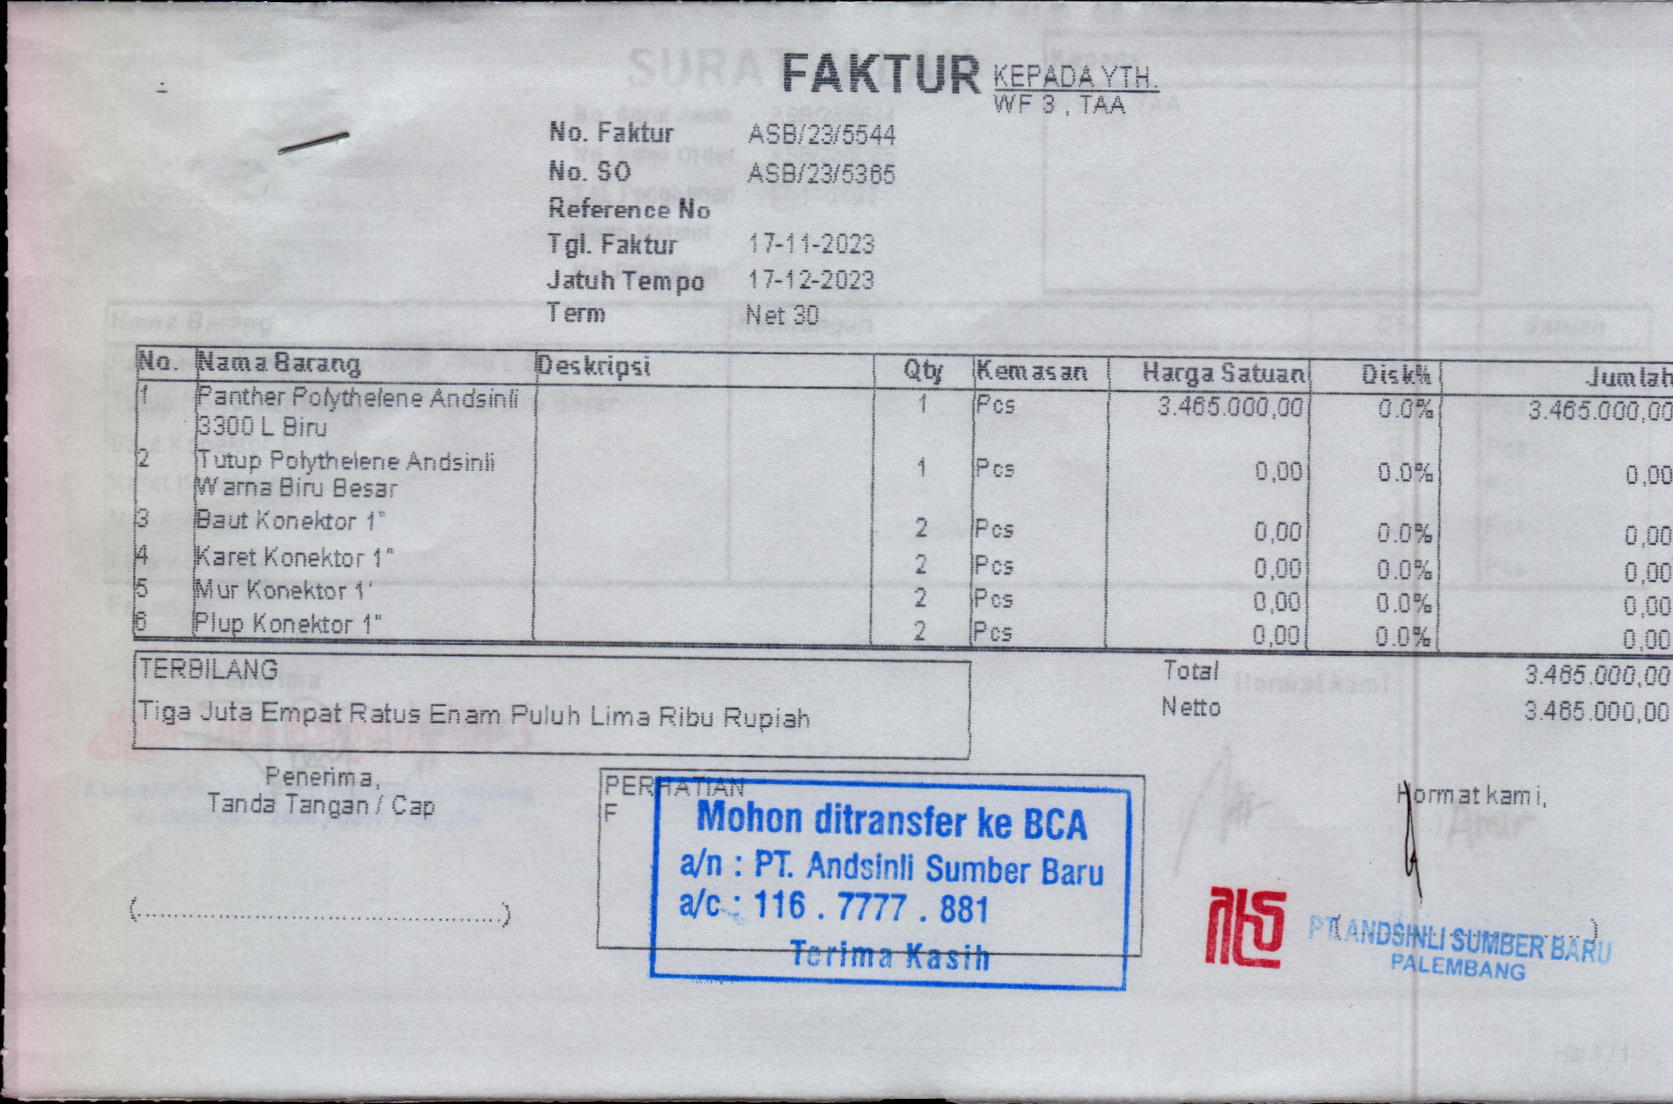 FAKTUR
KEPADA YTH.
WF 3 , TAA
No. Faktur ASB/23/5544
No. SO ASB/23/5365
Reference No
Tgl. Faktur 17-11-2023
Jatuh Tempo 17-12-2023
Term Net 30
No. Nama Barang Deskripsi Qty Kemasan Harga Satuan Disk% Jumlah
1 Panther Polythelene Andsinli 1 Pcs 3.465.000,00 0.0% 3.465.000,00
3300 L Biru
2 Tutup Polythelene Andsinli 1 Pcs 0,00 0.0% 0,00
Warna Biru Besar
3 Baut Konektor 1" 2 Pcs 0,00 0.0% 0,00
4 Karet Konektor 1" 2 Pcs 0,00 0.0% 0,00
5 Mur Konektor 1' 2 Pcs 0,00 0.0% 0,00
6 Plup Konektor 1" 2 Pcs 0,00 0.0% 0,00
TERBILANG
Tiga Juta Empat Ratus Enam Puluh Lima Ribu Rupiah
Total 3.465.000,00
Netto 3.465.000,00
Penerima,
Tanda Tangan / Cap
(....................................................)
PERHATIAN
F
Mohon ditransfer ke BCA
a/n : PT. Andsinli Sumber Baru
a/c : 116 . 7777 . 881
Terima Kasih
Hormat kami,
PT. ANDSINLI SUMBER BARU
PALEMBANG